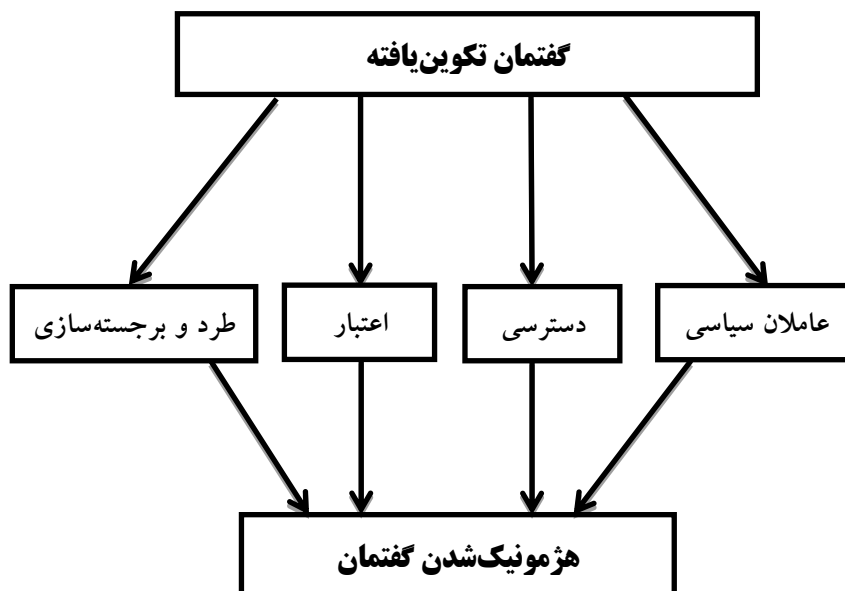 گفتمان تکوین‌یافته
عاملان سیاسی
دسترسی
اعتبار
طرد و برجسته‌سازی
هژمونیک‌شدن گفتمان